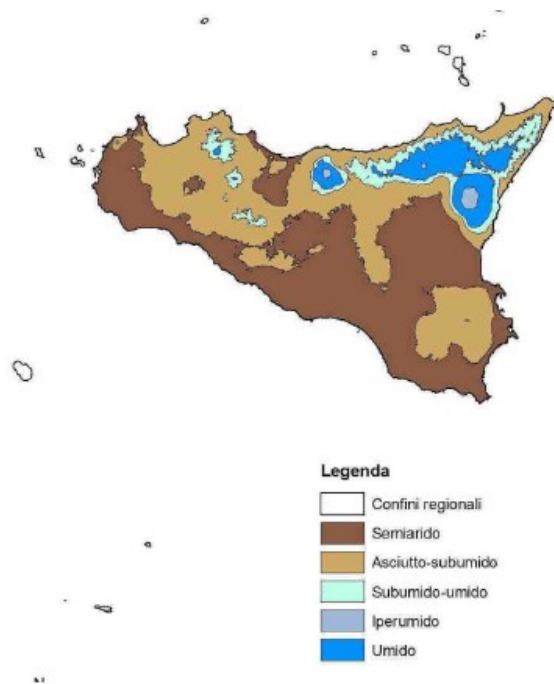 Legenda
Confini regionali
Semiarido
Asciutto-subumido
Subumido-umido
Iperumido
Umido